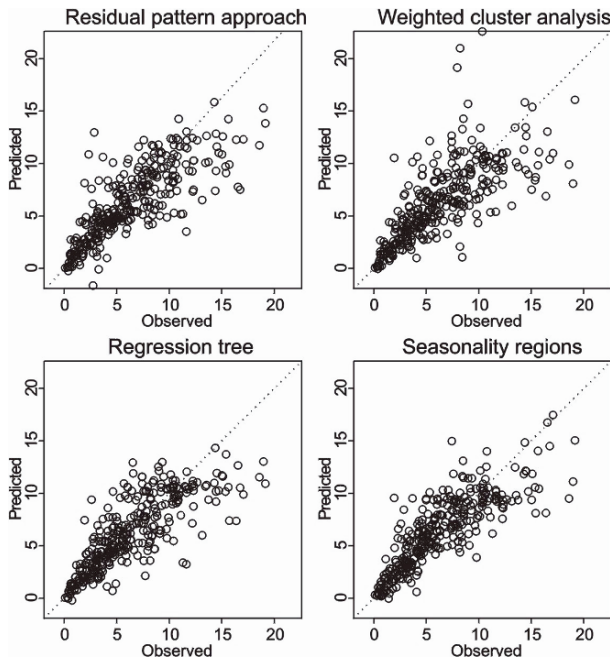 Residual pattern approach
Weighted cluster analysis
20
15
10
5
0
Predicted
0 5 10 15 20
Observed
20
15
10
5
0
Predicted
0 5 10 15 20
Observed
Regression tree
Seasonality regions
20
15
10
5
0
Predicted
0 5 10 15 20
Observed
20
15
10
5
0
Predicted
0 5 10 15 20
Observed